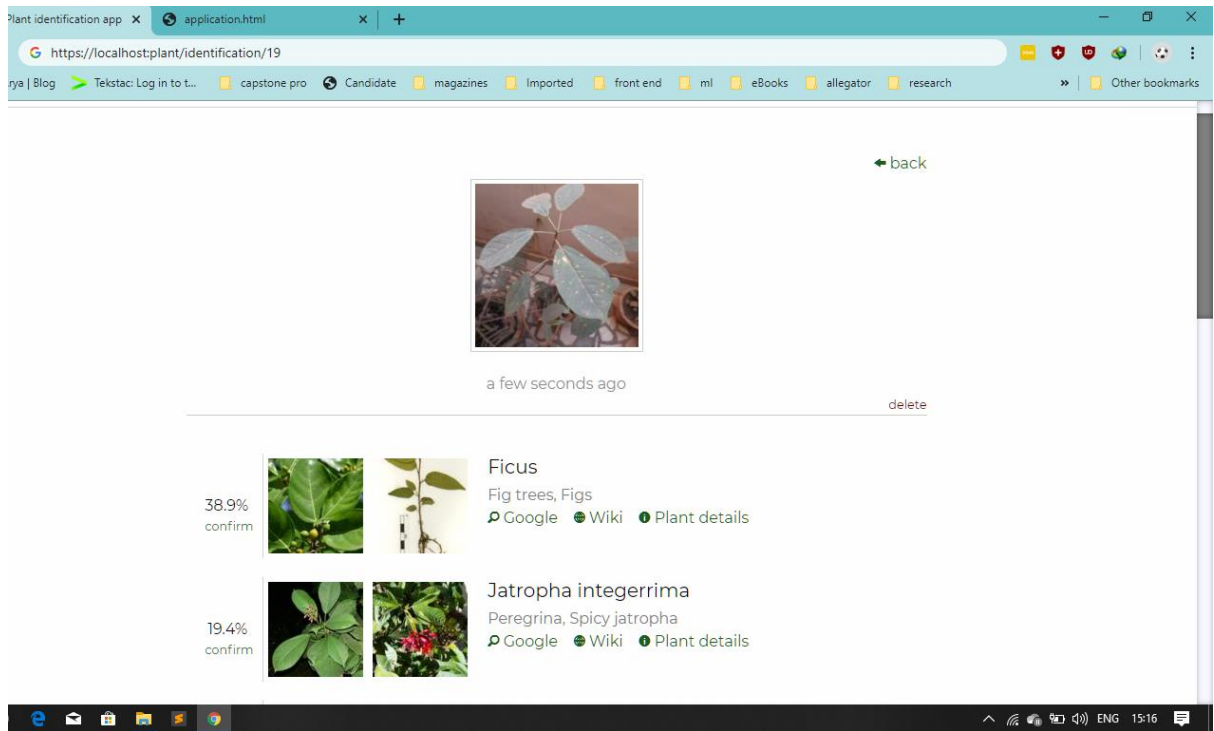 Plant identification app
application.html
https://localhost:plant/identification/19
rya | Blog
Tekstac: Log in to t...
capstone pro
Candidate
magazines
Imported
front end
ml
eBooks
allegator
research
»
Other bookmarks
back
a few seconds ago
delete
38.9%
confirm
Ficus
Fig trees, Figs
Google Wiki Plant details
19.4%
confirm
Jatropha integerrima
Peregrina, Spicy jatropha
Google Wiki Plant details
ENG 15:16